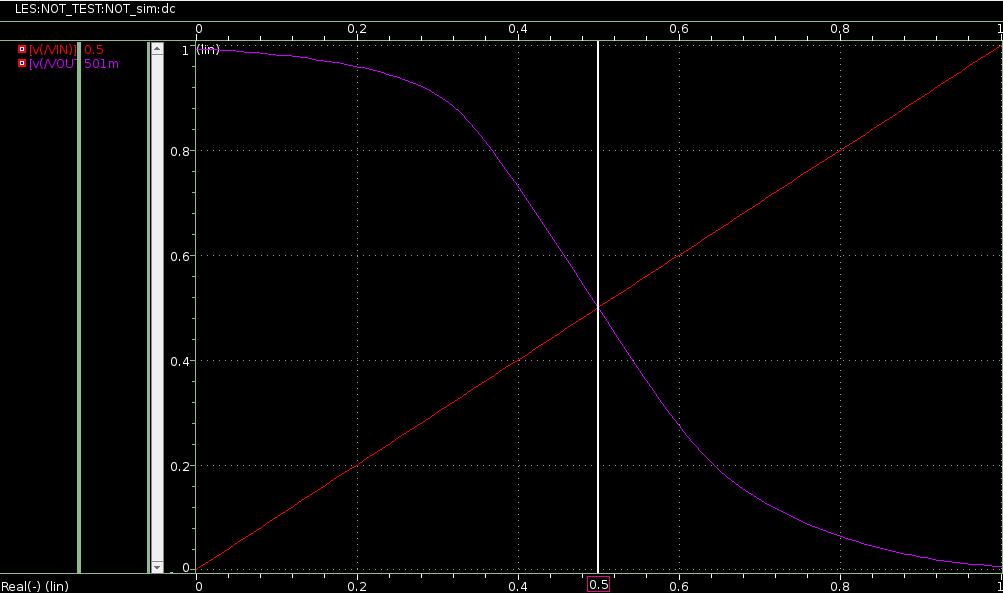 LES:NOT_TEST:NOT_sim:dc
0 0.2 0.4 0.6 0.8 1
|v(/VIN)| 0.5
|v(/VOUT 501m
1 (lin)
0.8
0.6
0.4
0.2
0
Real(-) (lin) 0 0.2 0.4 0.5 0.6 0.8 1